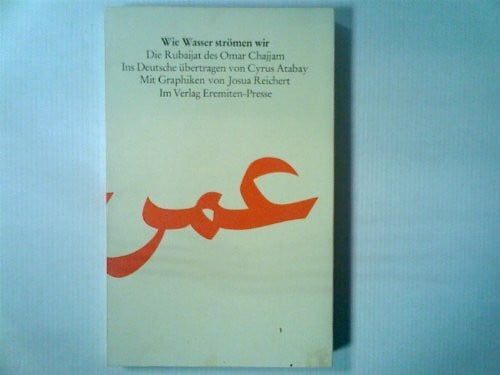 Wie Wasser strömen wir
Die Rubaijat des Omar Chajjam
Ins Deutsche übertragen von Cyrus Atabay
Mit Graphiken von Josua Reichert
Im Verlag Eremiten-Presse
عمر